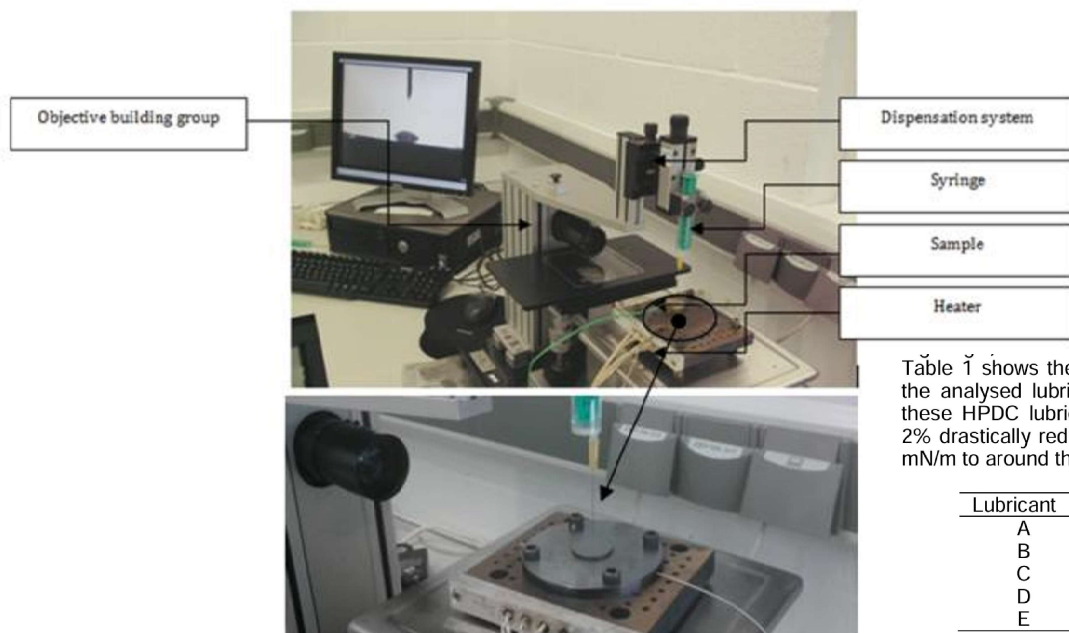 Objective building group
Dispensation system
Syringe
Sample
Heater
Table 1 shows the
the analysed lubri
these HPDC lubric
2% drastically red
mN/m to around th
Lubricant
A
B
C
D
E